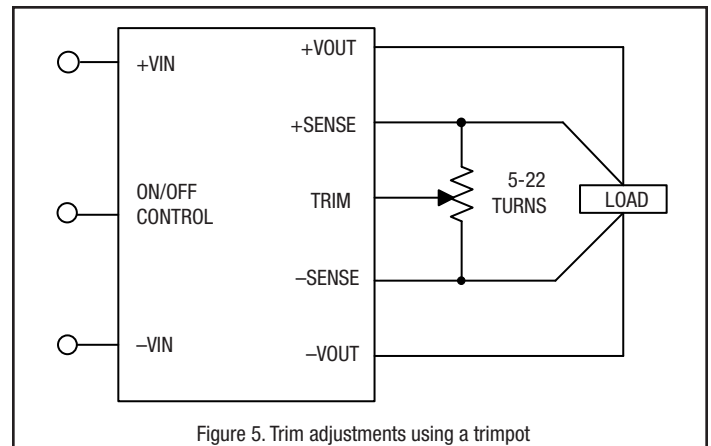 +VIN
ON/OFF
CONTROL
–VIN
+VOUT
+SENSE
TRIM
–SENSE
–VOUT
5-22
TURNS
LOAD
Figure 5. Trim adjustments using a trimpot